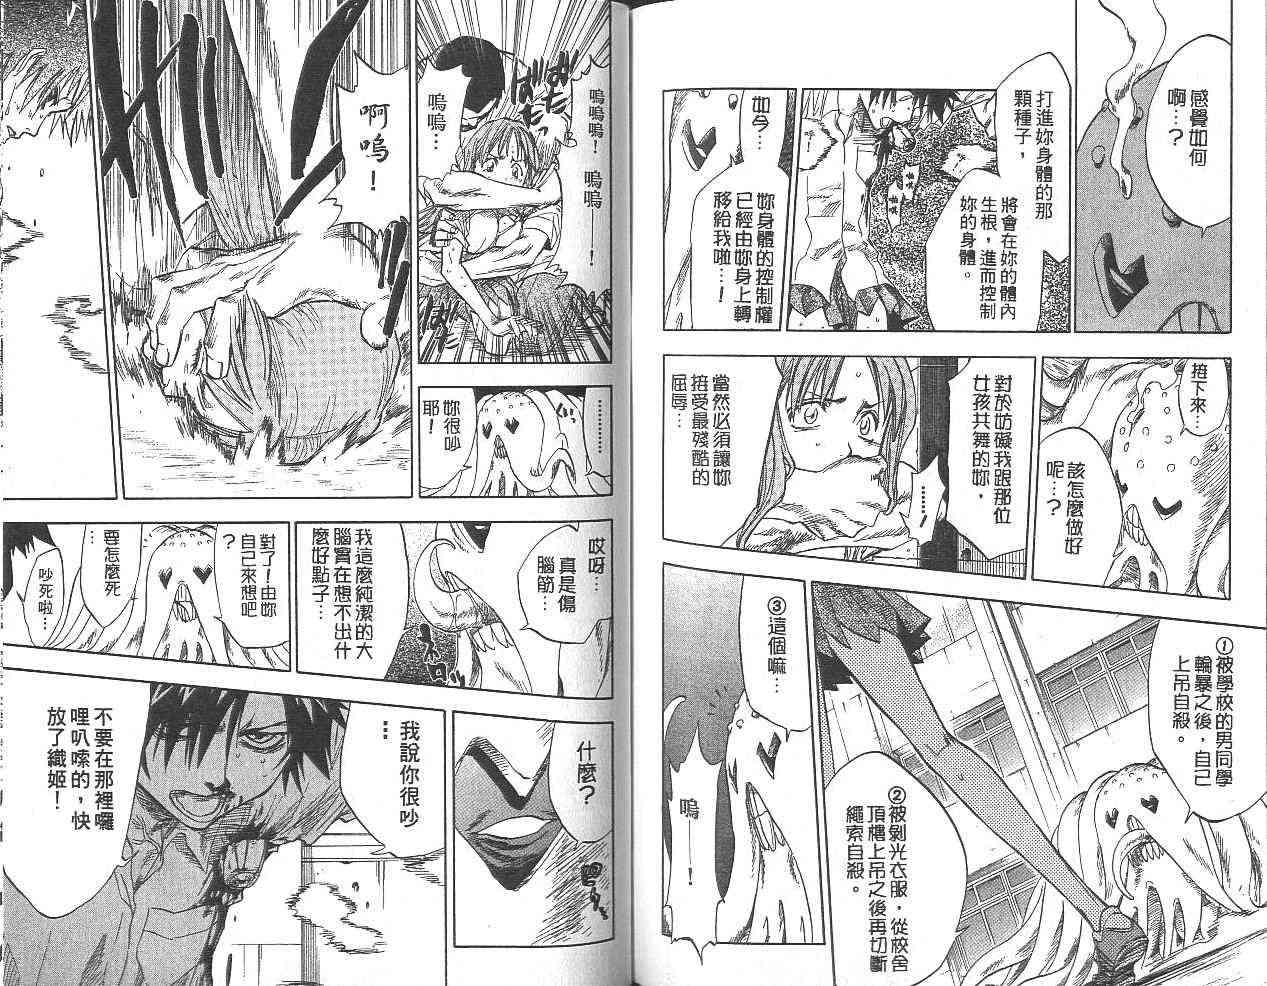 感覺如何
啊…?
打進妳身體的那
顆種子，
將會在妳的體內
生根，進而控制
妳的身體。
如今…
妳身體的控制權
已經由妳身上轉
移給我啦…!
接下來…
該怎麼做好
呢…?
對於妨礙我跟那位
女孩共舞的妳，
………!
當然必須讓妳
接受最殘酷的
屈辱…
①被學校的男同學
輪暴之後，自己
上吊自殺。
②被剝光衣服，從校舍
頂樓上吊之後再切斷
繩索自殺。
③這個嘛…
嗚
!
嗚嗚!
嗚嗚
!
嗚嗚…
啊嗚!
…………
妳很吵
耶!
哎呀…
真是傷
腦筋…
我這麼純潔的大
腦實在想不出什
麼好點子…
對了!由妳
自己來想吧
?
要怎麼死
…
吵死啦…
什麼?
我說你很吵
…
不要在那裡囉
哩叭嗦的，快
放了織姬!